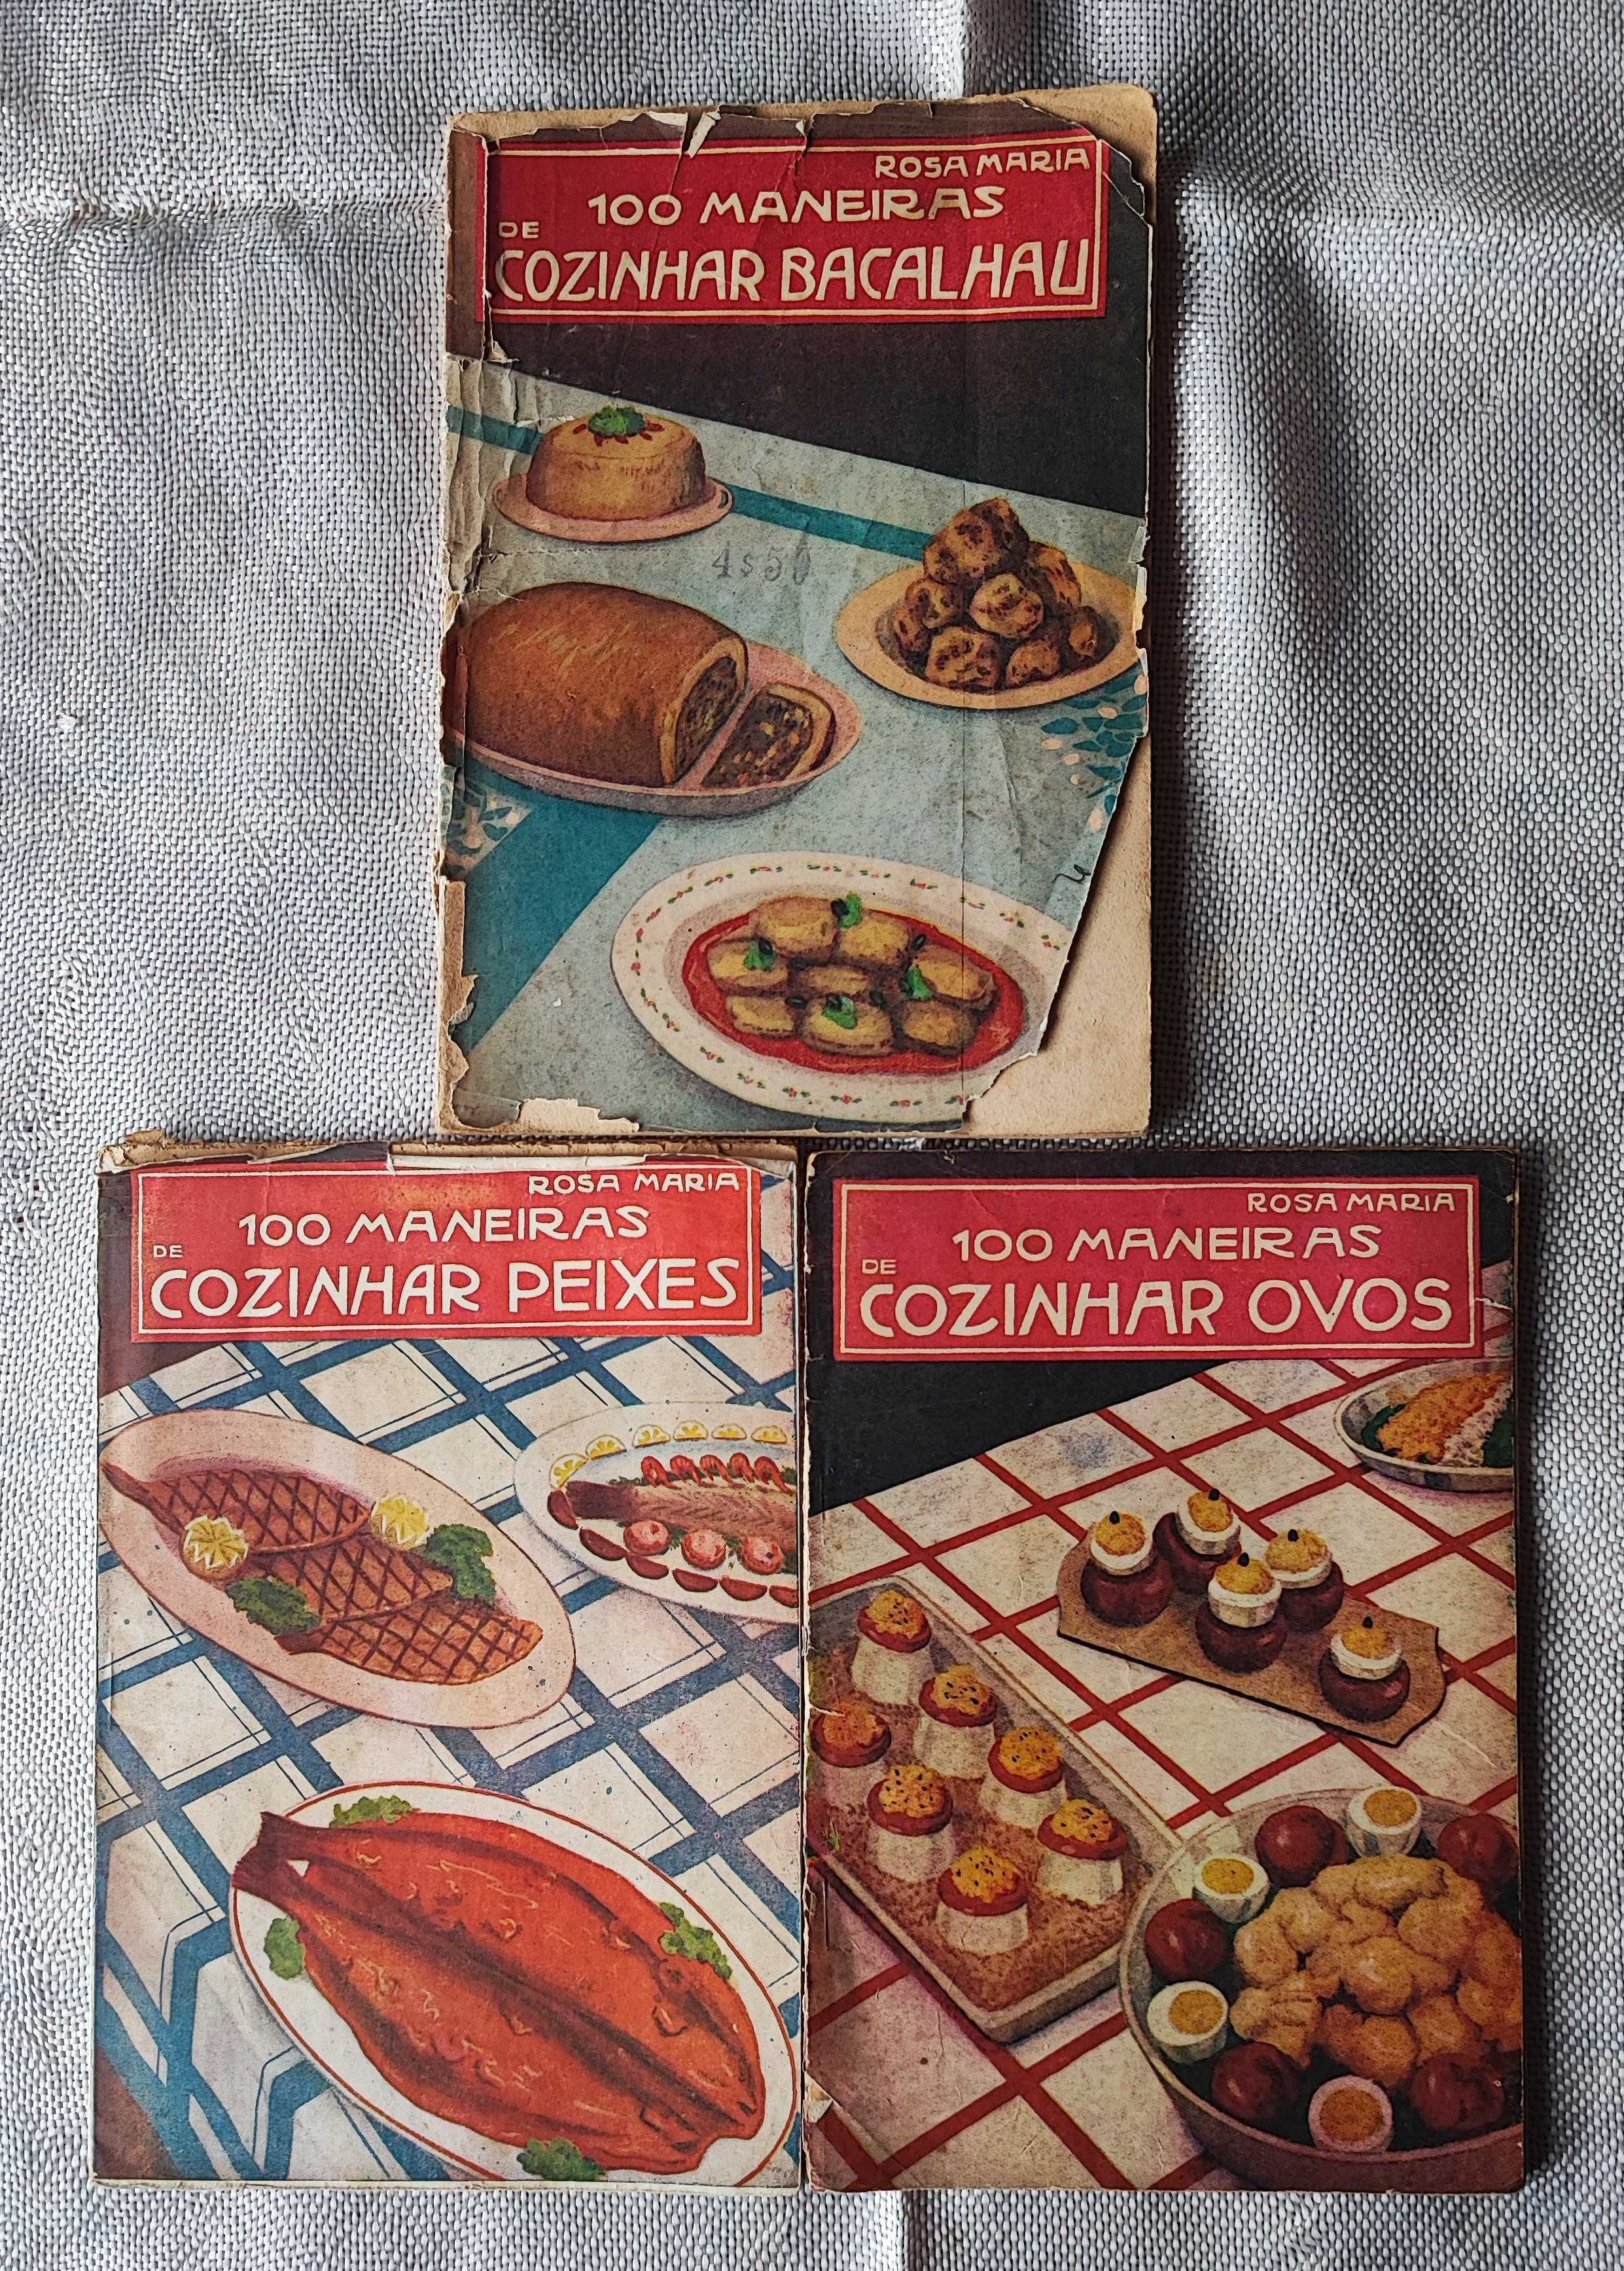 ROSA MARIA
100 MANEIRAS
DE
COZINHAR BACALHAU
4$50
ROSA MARIA
100 MANEIRAS
DE
COZINHAR PEIXES
ROSA MARIA
100 MANEIRAS
DE
COZINHAR OVOS